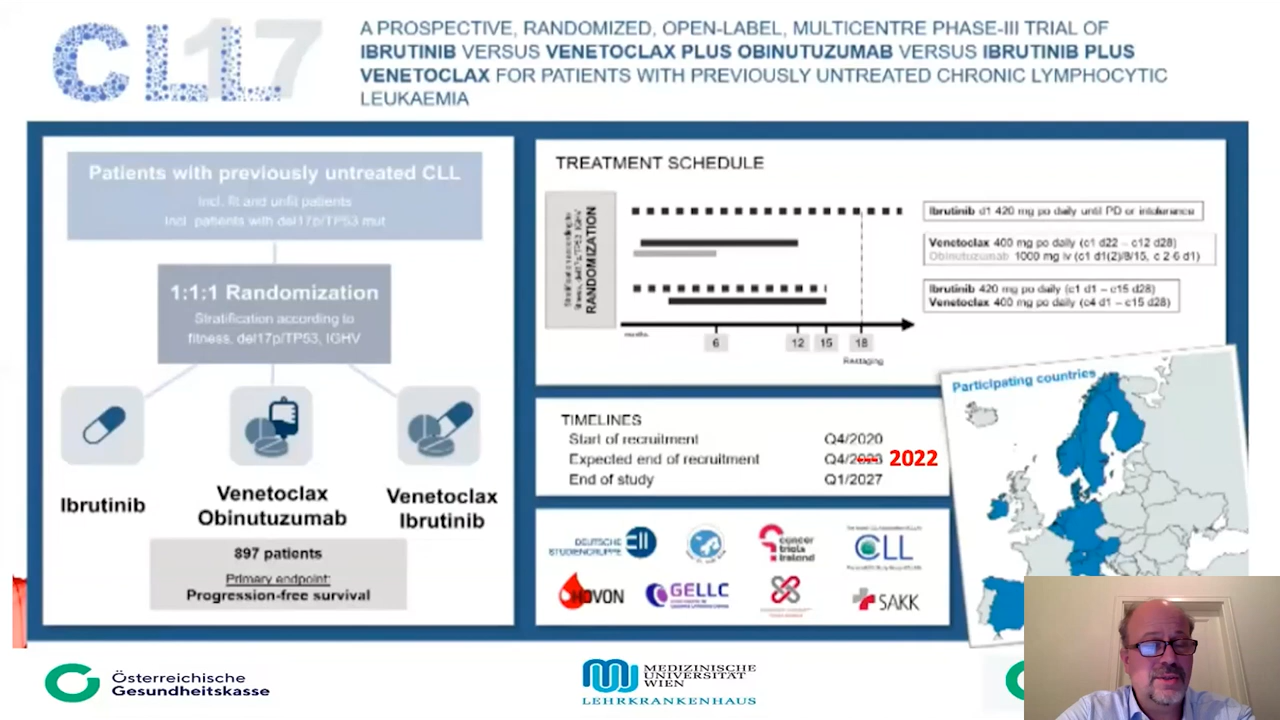 CLL17
A PROSPECTIVE, RANDOMIZED, OPEN-LABEL, MULTICENTRE PHASE-III TRIAL OF
IBRUTINIB VERSUS VENETOCLAX PLUS OBINUTUZUMAB VERSUS IBRUTINIB PLUS
VENETOCLAX FOR PATIENTS WITH PREVIOUSLY UNTREATED CHRONIC LYMPHOCYTIC
LEUKAEMIA
Patients with previously untreated CLL
Incl. fit and unfit patients
Incl. patients with del17p/TP53 mut
1:1:1 Randomization
Stratification according to
fitness, del17p/TP53, IGHV
Ibrutinib
Venetoclax
Obinutuzumab
Venetoclax
Ibrutinib
897 patients
Primary endpoint:
Progression-free survival
TREATMENT SCHEDULE
Stratification according to
fitness, del17p/TP53, IGHV
RANDOMIZATION
Ibrutinib d1 420 mg po daily until PD or intolerance
Venetoclax 400 mg po daily (c1 d22 – c12 d28)
Obinutuzumab 1000 mg iv (c1 d1(2)/8/15, c 2-6 d1)
Ibrutinib 420 mg po daily (c1 d1 – c15 d28)
Venetoclax 400 mg po daily (c4 d1 – c15 d28)
months
6 12 15 18
Restaging
TIMELINES
Start of recruitment Q4/2020
Expected end of recruitment Q4/2023 2022
End of study Q1/2027
Participating countries
DEUTSCHE
STUDIENGRUPPE CLL
cancer
trials
ireland
CLL
HOVON
GELLC
SAKK
Österreichische
Gesundheitskasse
MEDIZINISCHE
UNIVERSITÄT
WIEN
LEHRKRANKENHAUS